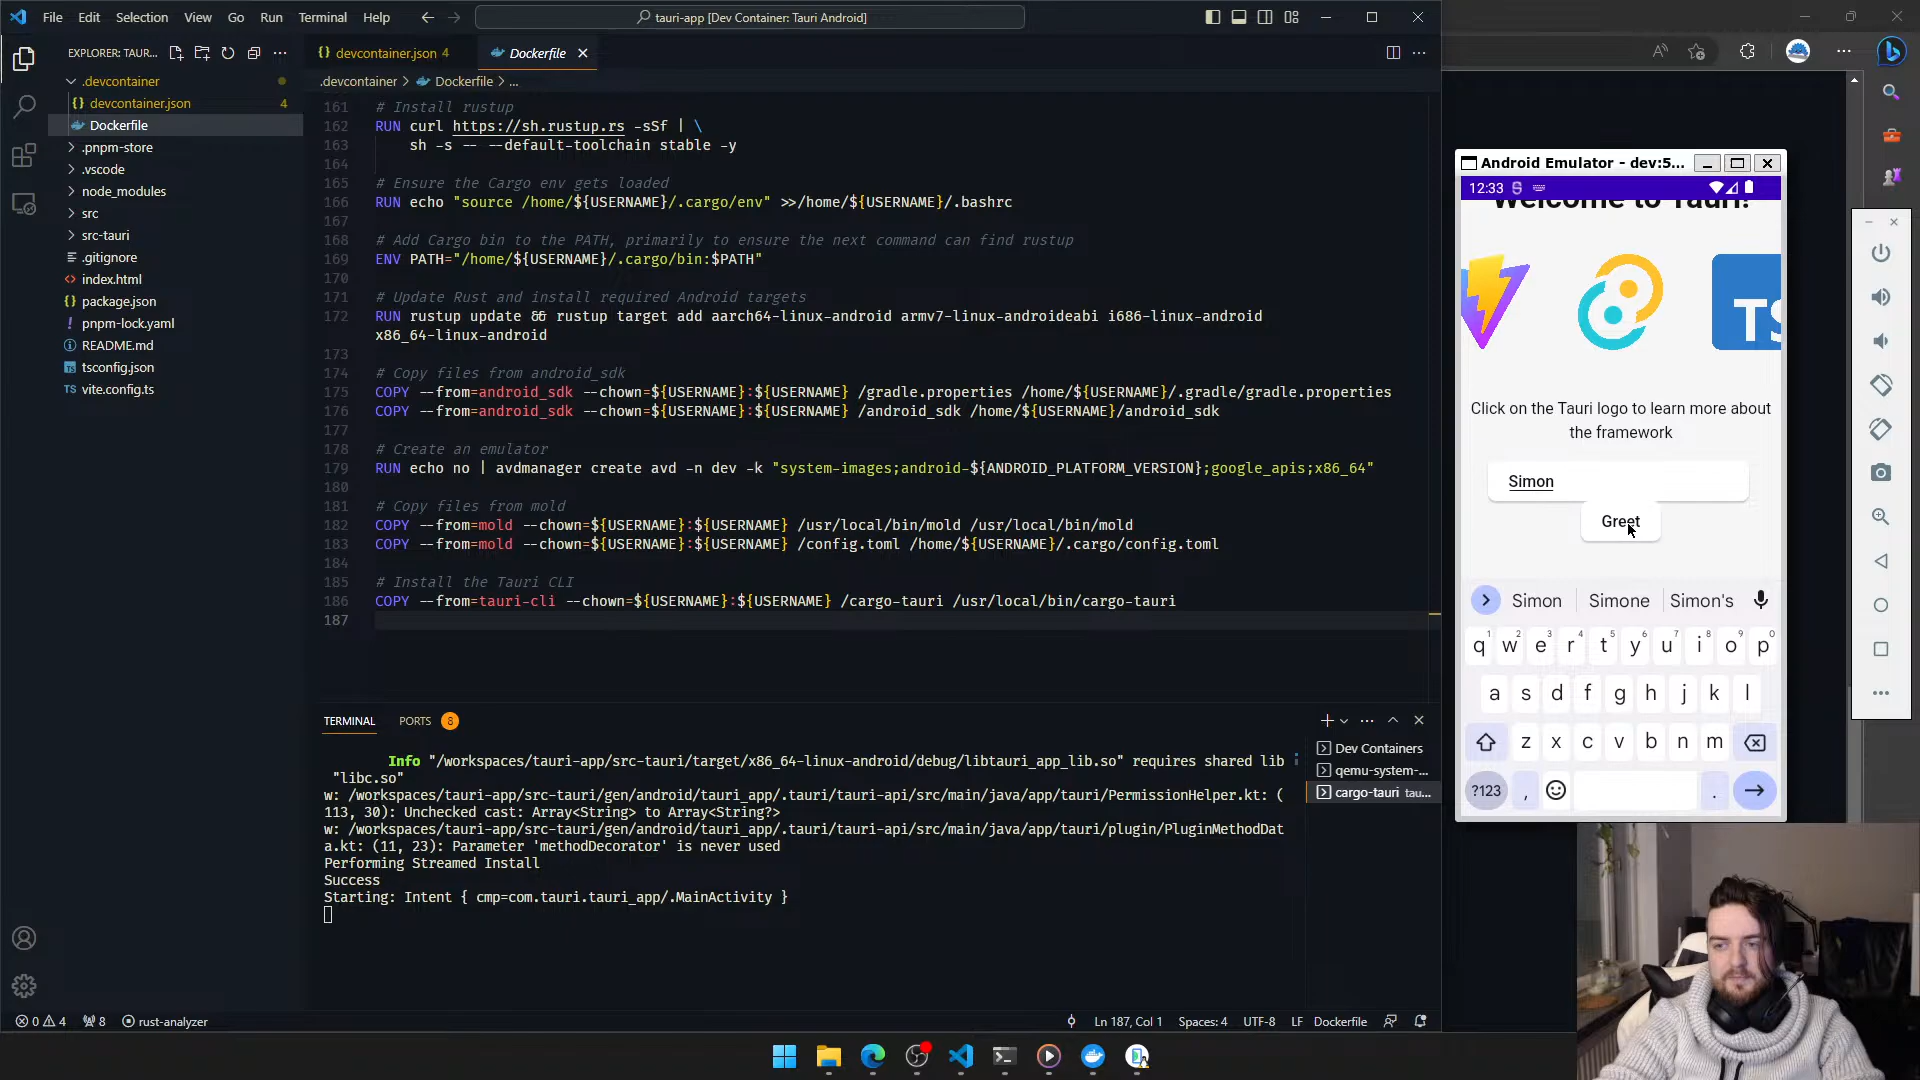 File Edit Selection View Go Run Terminal Help
tauri-app [Dev Container: Tauri Android]
EXPLORER: TAUR...
.devcontainer
devcontainer.json 4
Dockerfile
.pnpm-store
.vscode
node_modules
src
src-tauri
.gitignore
index.html
package.json
pnpm-lock.yaml
README.md
tsconfig.json
vite.config.ts
devcontainer.json 4 Dockerfile
.devcontainer > Dockerfile > ...
161 # Install rustup
162 RUN curl https://sh.rustup.rs -sSf | \
163 sh -s -- --default-toolchain stable -y
164
165 # Ensure the Cargo env gets loaded
166 RUN echo "source /home/${USERNAME}/.cargo/env" >>/home/${USERNAME}/.bashrc
167
168 # Add Cargo bin to the PATH, primarily to ensure the next command can find rustup
169 ENV PATH="/home/${USERNAME}/.cargo/bin:$PATH"
170
171 # Update Rust and install required Android targets
172 RUN rustup update && rustup target add aarch64-linux-android armv7-linux-androideabi i686-linux-android
x86_64-linux-android
173
174 # Copy files from android_sdk
175 COPY --from=android_sdk --chown=${USERNAME}:${USERNAME} /gradle.properties /home/${USERNAME}/.gradle/gradle.properties
176 COPY --from=android_sdk --chown=${USERNAME}:${USERNAME} /android_sdk /home/${USERNAME}/android_sdk
177
178 # Create an emulator
179 RUN echo no | avdmanager create avd -n dev -k "system-images;android-${ANDROID_PLATFORM_VERSION};google_apis;x86_64"
180
181 # Copy files from mold
182 COPY --from=mold --chown=${USERNAME}:${USERNAME} /usr/local/bin/mold /usr/local/bin/mold
183 COPY --from=mold --chown=${USERNAME}:${USERNAME} /config.toml /home/${USERNAME}/.cargo/config.toml
184
185 # Install the Tauri CLI
186 COPY --from=tauri-cli --chown=${USERNAME}:${USERNAME} /cargo-tauri /usr/local/bin/cargo-tauri
187
TERMINAL PORTS 8
Info "/workspaces/tauri-app/src-tauri/target/x86_64-linux-android/debug/libtauri_app_lib.so" requires shared lib
"libc.so"
w: /workspaces/tauri-app/src-tauri/gen/android/tauri_app/.tauri/tauri-api/src/main/java/app/tauri/PermissionHelper.kt: (
113, 30): Unchecked cast: Array<String> to Array<String?>
w: /workspaces/tauri-app/src-tauri/gen/android/tauri_app/.tauri/tauri-api/src/main/java/app/tauri/plugin/PluginMethodDat
a.kt: (11, 23): Parameter 'methodDecorator' is never used
Performing Streamed Install
Success
Starting: Intent { cmp=com.tauri.tauri_app/.MainActivity }
Dev Containers
qemu-system-...
cargo-tauri tau...
0 4 8 rust-analyzer
Ln 187, Col 1 Spaces: 4 UTF-8 LF Dockerfile
Android Emulator - dev:5...
12:33
Welcome to Tauri!
TS
Click on the Tauri logo to learn more about
the framework
Simon
Greet
Simon Simone Simon's
q1 w2 e3 r4 t5 y6 u7 i8 o9 p0
a s d f g h j k l
z x c v b n m
?123 , .